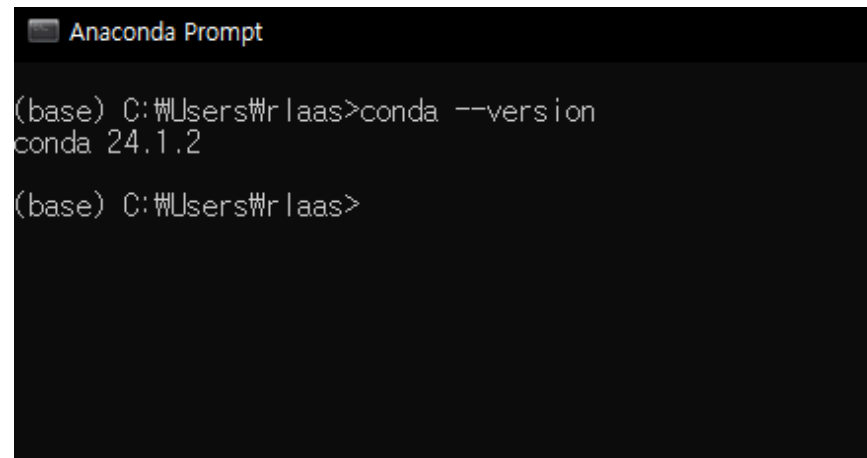 Anaconda Prompt
(base) C:₩Users₩rlaas>conda --version
conda 24.1.2
(base) C:₩Users₩rlaas>